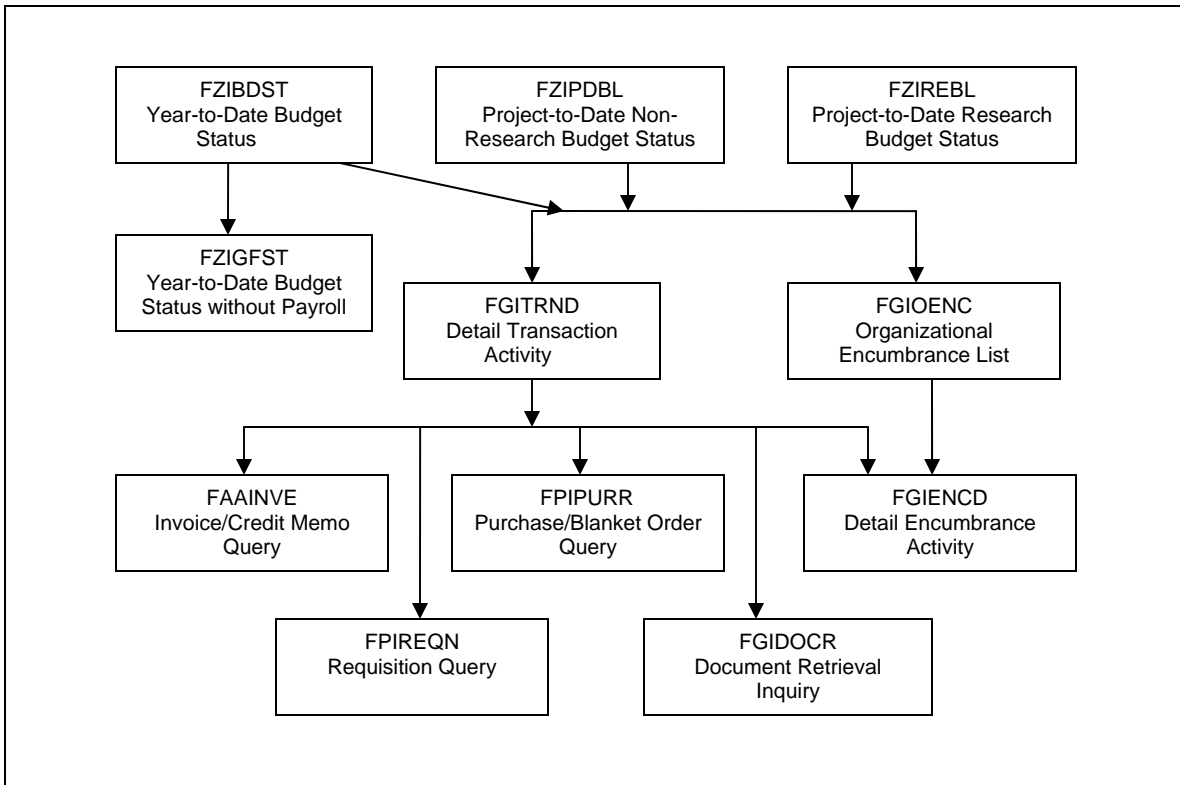 FZIBDST
Year-to-Date Budget
Status
FZIPDBL
Project-to-Date Non-
Research Budget Status
FZIREBL
Project-to-Date Research
Budget Status
FZIGFST
Year-to-Date Budget
Status without Payroll
FGITRND
Detail Transaction
Activity
FGIOENC
Organizational
Encumbrance List
FAAINVE
Invoice/Credit Memo
Query
FPIPURR
Purchase/Blanket Order
Query
FGIENCD
Detail Encumbrance
Activity
FPIREQN
Requisition Query
FGIDOCR
Document Retrieval
Inquiry